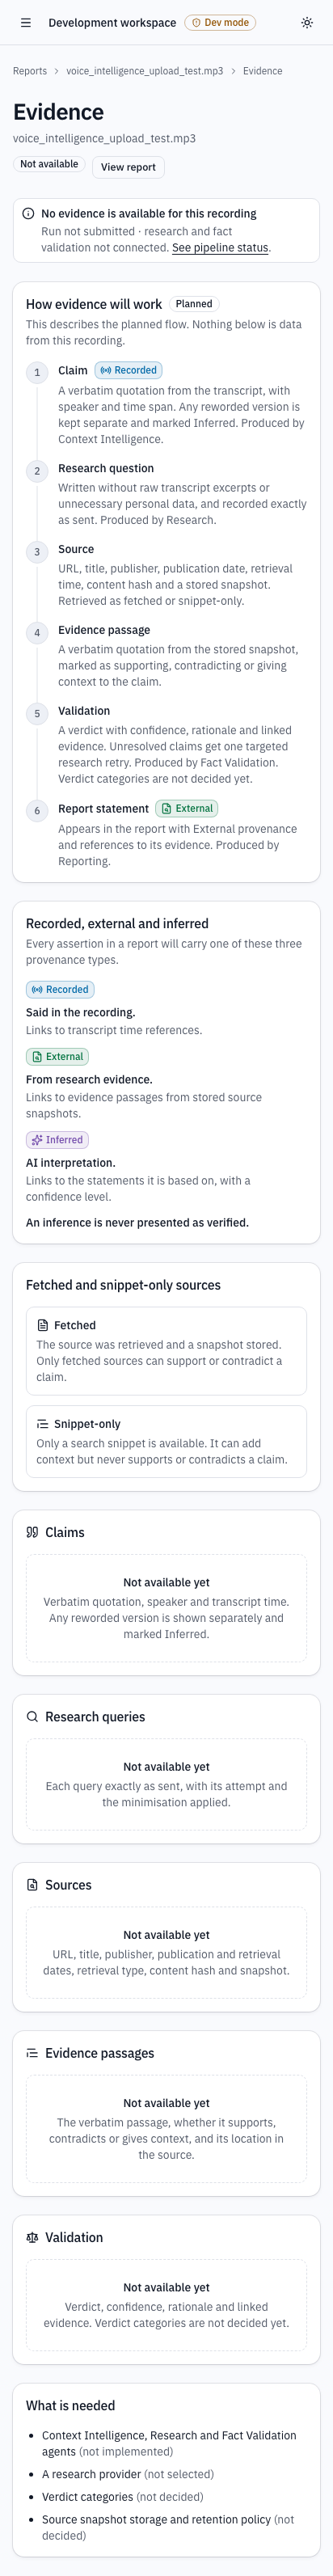 Development workspace Dev mode
Reports > voice_intelligence_upload_test.mp3 > Evidence
Evidence
voice_intelligence_upload_test.mp3
Not available View report
No evidence is available for this recording
Run not submitted · research and fact
validation not connected. See pipeline status.
How evidence will work Planned
This describes the planned flow. Nothing below is data
from this recording.
1 Claim Recorded
A verbatim quotation from the transcript, with
speaker and time span. Any reworded version is
kept separate and marked Inferred. Produced by
Context Intelligence.
2 Research question
Written without raw transcript excerpts or
unnecessary personal data, and recorded exactly
as sent. Produced by Research.
3 Source
URL, title, publisher, publication date, retrieval
time, content hash and a stored snapshot.
Retrieved as fetched or snippet-only.
4 Evidence passage
A verbatim quotation from the stored snapshot,
marked as supporting, contradicting or giving
context to the claim.
5 Validation
A verdict with confidence, rationale and linked
evidence. Unresolved claims get one targeted
research retry. Produced by Fact Validation.
Verdict categories are not decided yet.
6 Report statement External
Appears in the report with External provenance
and references to its evidence. Produced by
Reporting.
Recorded, external and inferred
Every assertion in a report will carry one of these three
provenance types.
Recorded
Said in the recording.
Links to transcript time references.
External
From research evidence.
Links to evidence passages from stored source
snapshots.
Inferred
AI interpretation.
Links to the statements it is based on, with a
confidence level.
An inference is never presented as verified.
Fetched and snippet-only sources
Fetched
The source was retrieved and a snapshot stored.
Only fetched sources can support or contradict a
claim.
Snippet-only
Only a search snippet is available. It can add
context but never supports or contradicts a claim.
Claims
Not available yet
Verbatim quotation, speaker and transcript time.
Any reworded version is shown separately and
marked Inferred.
Research queries
Not available yet
Each query exactly as sent, with its attempt and
the minimisation applied.
Sources
Not available yet
URL, title, publisher, publication and retrieval
dates, retrieval type, content hash and snapshot.
Evidence passages
Not available yet
The verbatim passage, whether it supports,
contradicts or gives context, and its location in
the source.
Validation
Not available yet
Verdict, confidence, rationale and linked
evidence. Verdict categories are not decided yet.
What is needed
• Context Intelligence, Research and Fact Validation
agents (not implemented)
• A research provider (not selected)
• Verdict categories (not decided)
• Source snapshot storage and retention policy (not
decided)